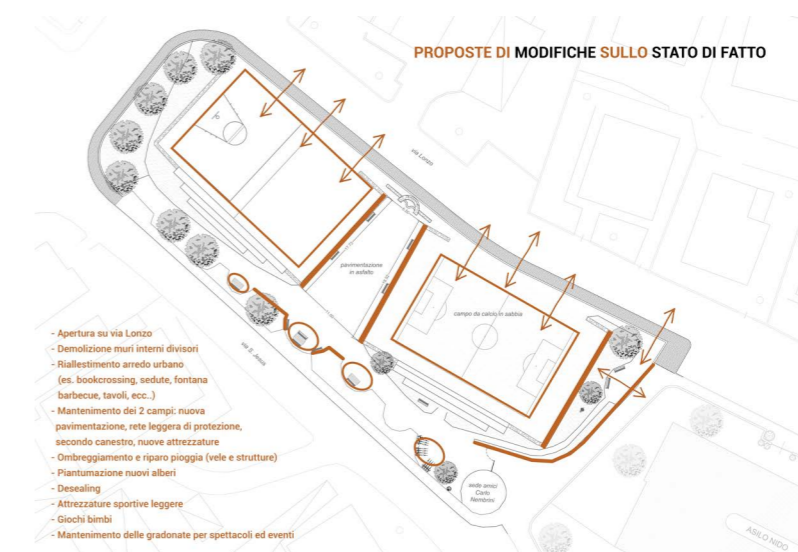 PROPOSTE DI MODIFICHE SULLO STATO DI FATTO
via Lonzo
pavimentazione
in asfalto
campo da calcio in sabbia
via S. Jesus
- Apertura su via Lonzo
- Demolizione muri interni divisori
- Riallestimento arredo urbano
(es. bookcrossing, sedute, fontana
barbecue, tavoli, ecc..)
- Mantenimento dei 2 campi: nuova
pavimentazione, rete leggera di protezione,
secondo canestro, nuove attrezzature
- Ombreggiamento e riparo pioggia (vele e strutture)
- Piantumazione nuovi alberi
- Desealing
- Attrezzature sportive leggere
- Giochi bimbi
- Mantenimento delle gradonate per spettacoli ed eventi
sede amici
Carlo
Nembrini
ASILO NIDO